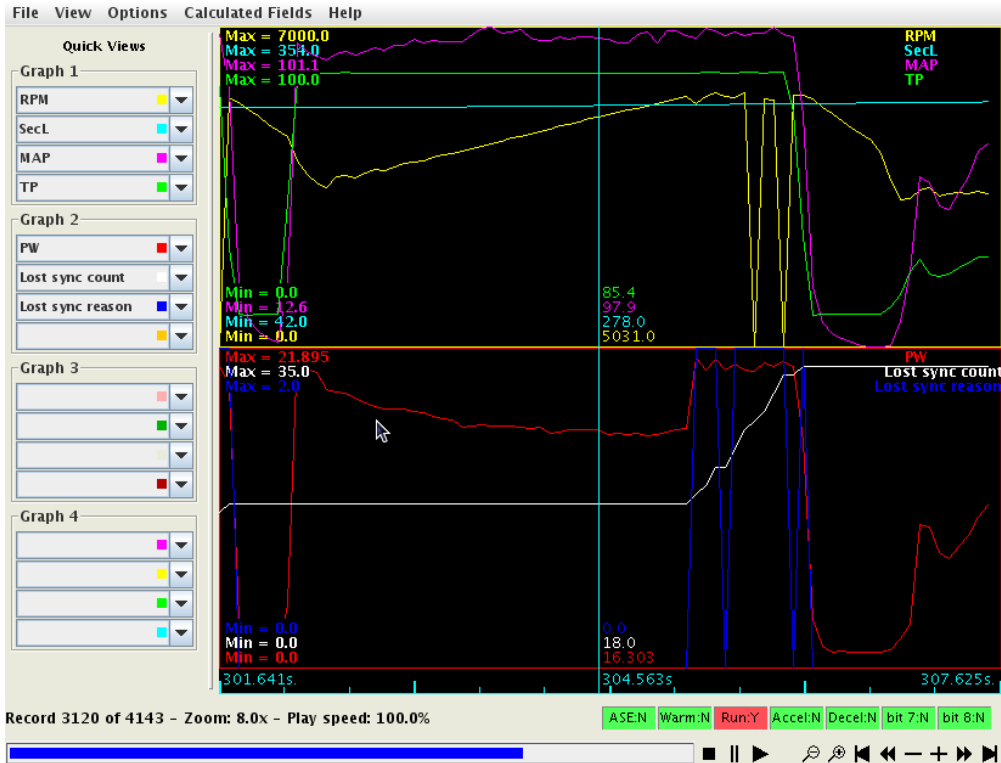 File View Options Calculated Fields Help
Quick Views
Graph 1
RPM
SecL
MAP
TP
Graph 2
PW
Lost sync count
Lost sync reason
Graph 3
Graph 4
Max = 7000.0
Max = 354.0
Max = 101.1
Max = 100.0
RPM
SecL
MAP
TP
Min = 0.0
Min = 12.6
Min = 42.0
Min = 0.0
85.4
97.9
278.0
5031.0
Max = 21.895
Max = 35.0
Max = 2.0
PW
Lost sync count
Lost sync reason
Min = 0.0
Min = 0.0
Min = 0.0
0.0
18.0
16.303
301.641s. 304.563s 307.625s.
Record 3120 of 4143 - Zoom: 8.0x - Play speed: 100.0%
ASE:N Warm:N Run:Y Accel:N Decel:N bit 7:N bit 8:N